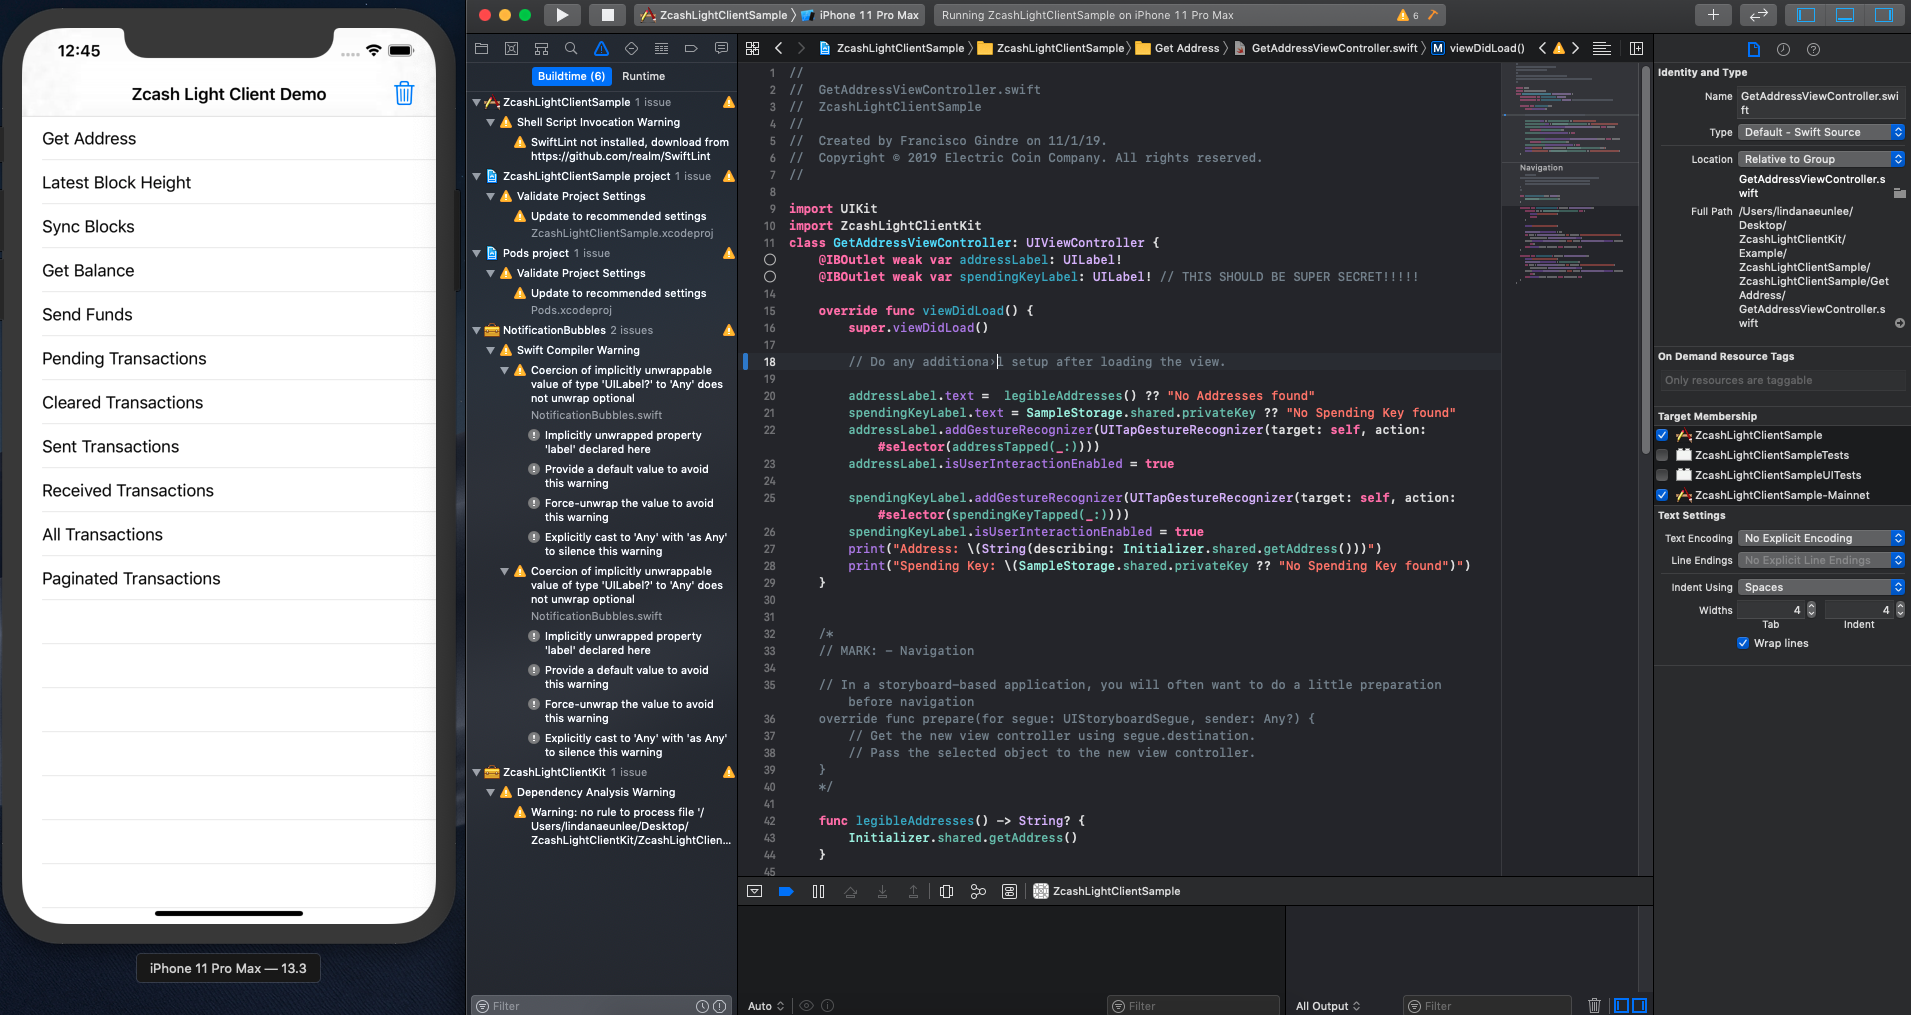 12:45
Zcash Light Client Demo
Get Address
Latest Block Height
Sync Blocks
Get Balance
Send Funds
Pending Transactions
Cleared Transactions
Sent Transactions
Received Transactions
All Transactions
Paginated Transactions
iPhone 11 Pro Max — 13.3
ZcashLightClientSample
iPhone 11 Pro Max
Running ZcashLightClientSample on iPhone 11 Pro Max
6
Buildtime (6)
Runtime
ZcashLightClientSample 1 issue
Shell Script Invocation Warning
SwiftLint not installed, download from
https://github.com/realm/SwiftLint
ZcashLightClientSample project 1 issue
Validate Project Settings
Update to recommended settings
ZcashLightClientSample.xcodeproj
Pods project 1 issue
Validate Project Settings
Update to recommended settings
Pods.xcodeproj
NotificationBubbles 2 issues
Swift Compiler Warning
Coercion of implicitly unwrappable
value of type 'UILabel?' to 'Any' does
not unwrap optional
NotificationBubbles.swift
Implicitly unwrapped property
'label' declared here
Provide a default value to avoid
this warning
Force-unwrap the value to avoid
this warning
Explicitly cast to 'Any' with 'as Any'
to silence this warning
Coercion of implicitly unwrappable
value of type 'UILabel?' to 'Any' does
not unwrap optional
NotificationBubbles.swift
Implicitly unwrapped property
'label' declared here
Provide a default value to avoid
this warning
Force-unwrap the value to avoid
this warning
Explicitly cast to 'Any' with 'as Any'
to silence this warning
ZcashLightClientKit 1 issue
Dependency Analysis Warning
Warning: no rule to process file '/
Users/lindanaeunlee/Desktop/
ZcashLightClientKit/ZcashLightClien...
Filter
ZcashLightClientSample
ZcashLightClientSample
Get Address
GetAddressViewController.swift
M viewDidLoad()
1 //
2 //  GetAddressViewController.swift
3 //  ZcashLightClientSample
4 //
5 //  Created by Francisco Gindre on 11/1/19.
6 //  Copyright © 2019 Electric Coin Company. All rights reserved.
7 //
8
9 import UIKit
10 import ZcashLightClientKit
11 class GetAddressViewController: UIViewController {
@IBOutlet weak var addressLabel: UILabel!
@IBOutlet weak var spendingKeyLabel: UILabel! // THIS SHOULD BE SUPER SECRET!!!!!
14
15 override func viewDidLoad() {
16 super.viewDidLoad()
17
18 // Do any additiona›l setup after loading the view.
19
20 addressLabel.text =  legibleAddresses() ?? "No Addresses found"
21 spendingKeyLabel.text = SampleStorage.shared.privateKey ?? "No Spending Key found"
22 addressLabel.addGestureRecognizer(UITapGestureRecognizer(target: self, action:
#selector(addressTapped(_:))))
23 addressLabel.isUserInteractionEnabled = true
24
25 spendingKeyLabel.addGestureRecognizer(UITapGestureRecognizer(target: self, action:
#selector(spendingKeyTapped(_:))))
26 spendingKeyLabel.isUserInteractionEnabled = true
27 print("Address: \(String(describing: Initializer.shared.getAddress()))")
28 print("Spending Key: \(SampleStorage.shared.privateKey ?? "No Spending Key found")")
29 }
30
31
32 /*
33 // MARK: - Navigation
34
35 // In a storyboard-based application, you will often want to do a little preparation
before navigation
36 override func prepare(for segue: UIStoryboardSegue, sender: Any?) {
37 // Get the new view controller using segue.destination.
38 // Pass the selected object to the new view controller.
39 }
40 */
41
42 func legibleAddresses() -> String? {
43 Initializer.shared.getAddress()
44 }
45
Navigation
ZcashLightClientSample
Auto
Filter
All Output
Filter
Identity and Type
Name GetAddressViewController.swi
ft
Type Default - Swift Source
Location Relative to Group
GetAddressViewController.s
wift
Full Path /Users/lindanaeunlee/
Desktop/
ZcashLightClientKit/
Example/
ZcashLightClientSample/
ZcashLightClientSample/Get
Address/
GetAddressViewController.s
wift
On Demand Resource Tags
Only resources are taggable
Target Membership
ZcashLightClientSample
ZcashLightClientSampleTests
ZcashLightClientSampleUITests
ZcashLightClientSample-Mainnet
Text Settings
Text Encoding No Explicit Encoding
Line Endings No Explicit Line Endings
Indent Using Spaces
Widths 4 4
Tab Indent
Wrap lines